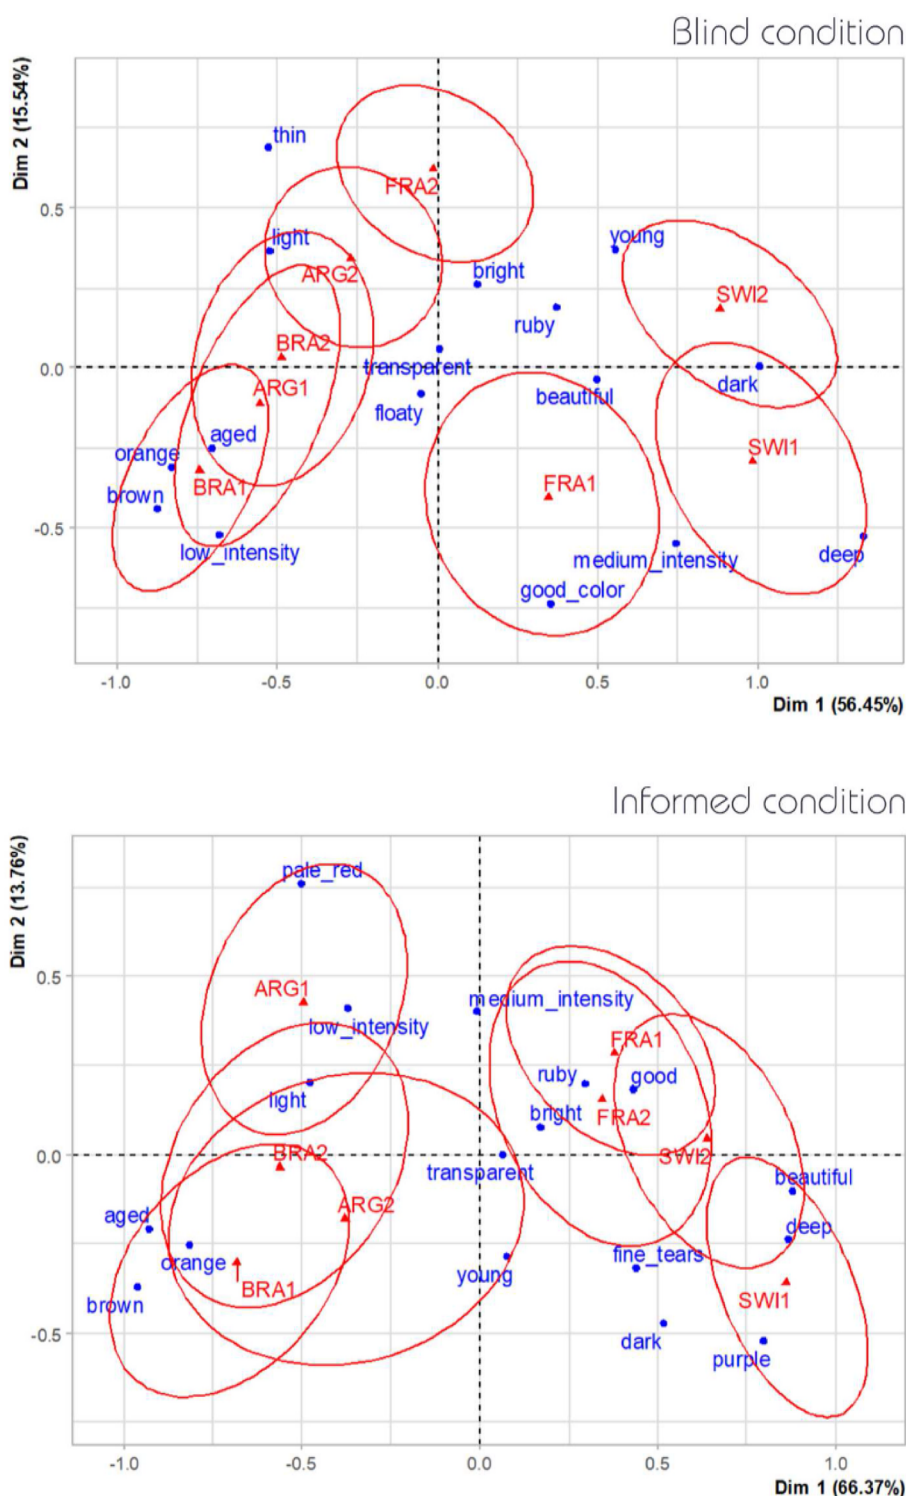 Blind condition
Dim 2 (15.54%)
thin
FRA2
0.5
light
young
ARG2
bright
SWI2
ruby
BRA2
0.0
transparent
dark
ARG1
beautiful
floaty
aged
orange
SWI1
BRA1
FRA1
brown
-0.5
low_intensity
medium_intensity
deep
good_color
-1.0 -0.5 0.0 0.5 1.0
Dim 1 (56.45%)
Informed condition
Dim 2 (13.76%)
pale_red
0.5
ARG1
medium_intensity
low_intensity
FRA1
ruby
good
light
bright
FRA2
0.0
BRA2
SWI2
transparent
beautiful
ARG2
aged
deep
orange
fine_tears
young
BRA1
SWI1
brown
-0.5
dark
purple
-1.0 -0.5 0.0 0.5 1.0
Dim 1 (66.37%)